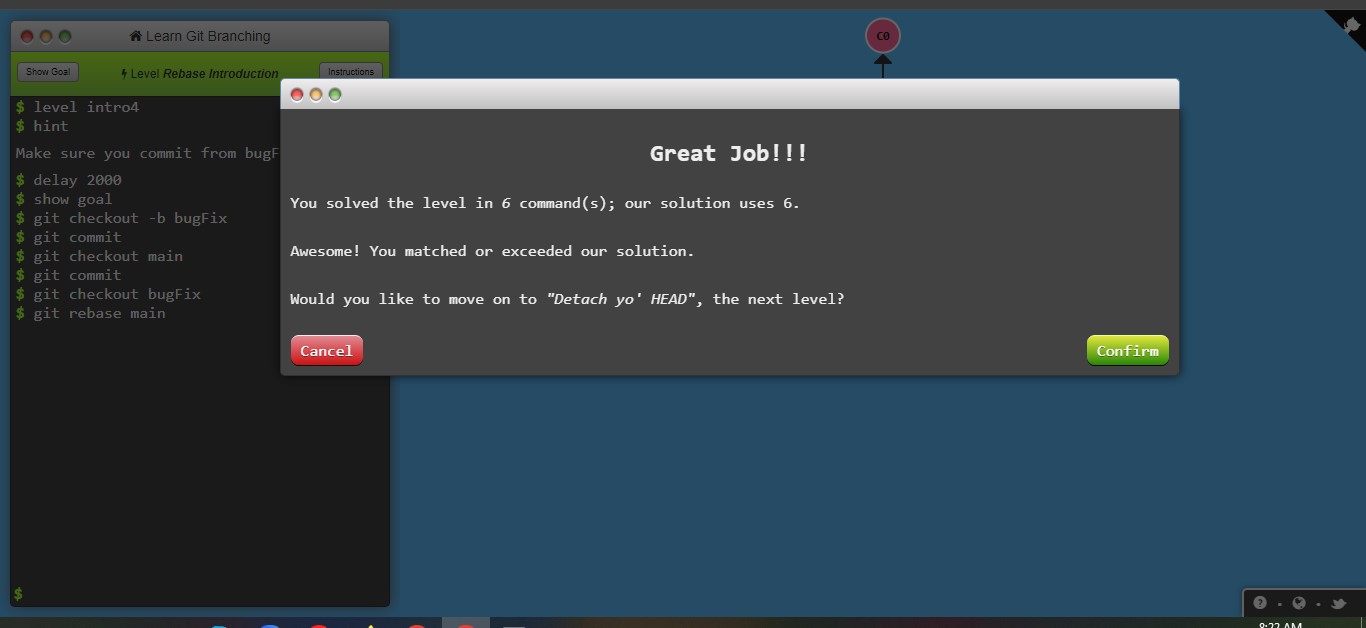 Learn Git Branching
Show Goal
Level Rebase Introduction
Instructions
$ level intro4
$ hint
Make sure you commit from bugF
$ delay 2000
$ show goal
$ git checkout -b bugFix
$ git commit
$ git checkout main
$ git commit
$ git checkout bugFix
$ git rebase main
$
C0
Great Job!!!
You solved the level in 6 command(s); our solution uses 6.
Awesome! You matched or exceeded our solution.
Would you like to move on to "Detach yo' HEAD", the next level?
Cancel
Confirm
8:22 AM